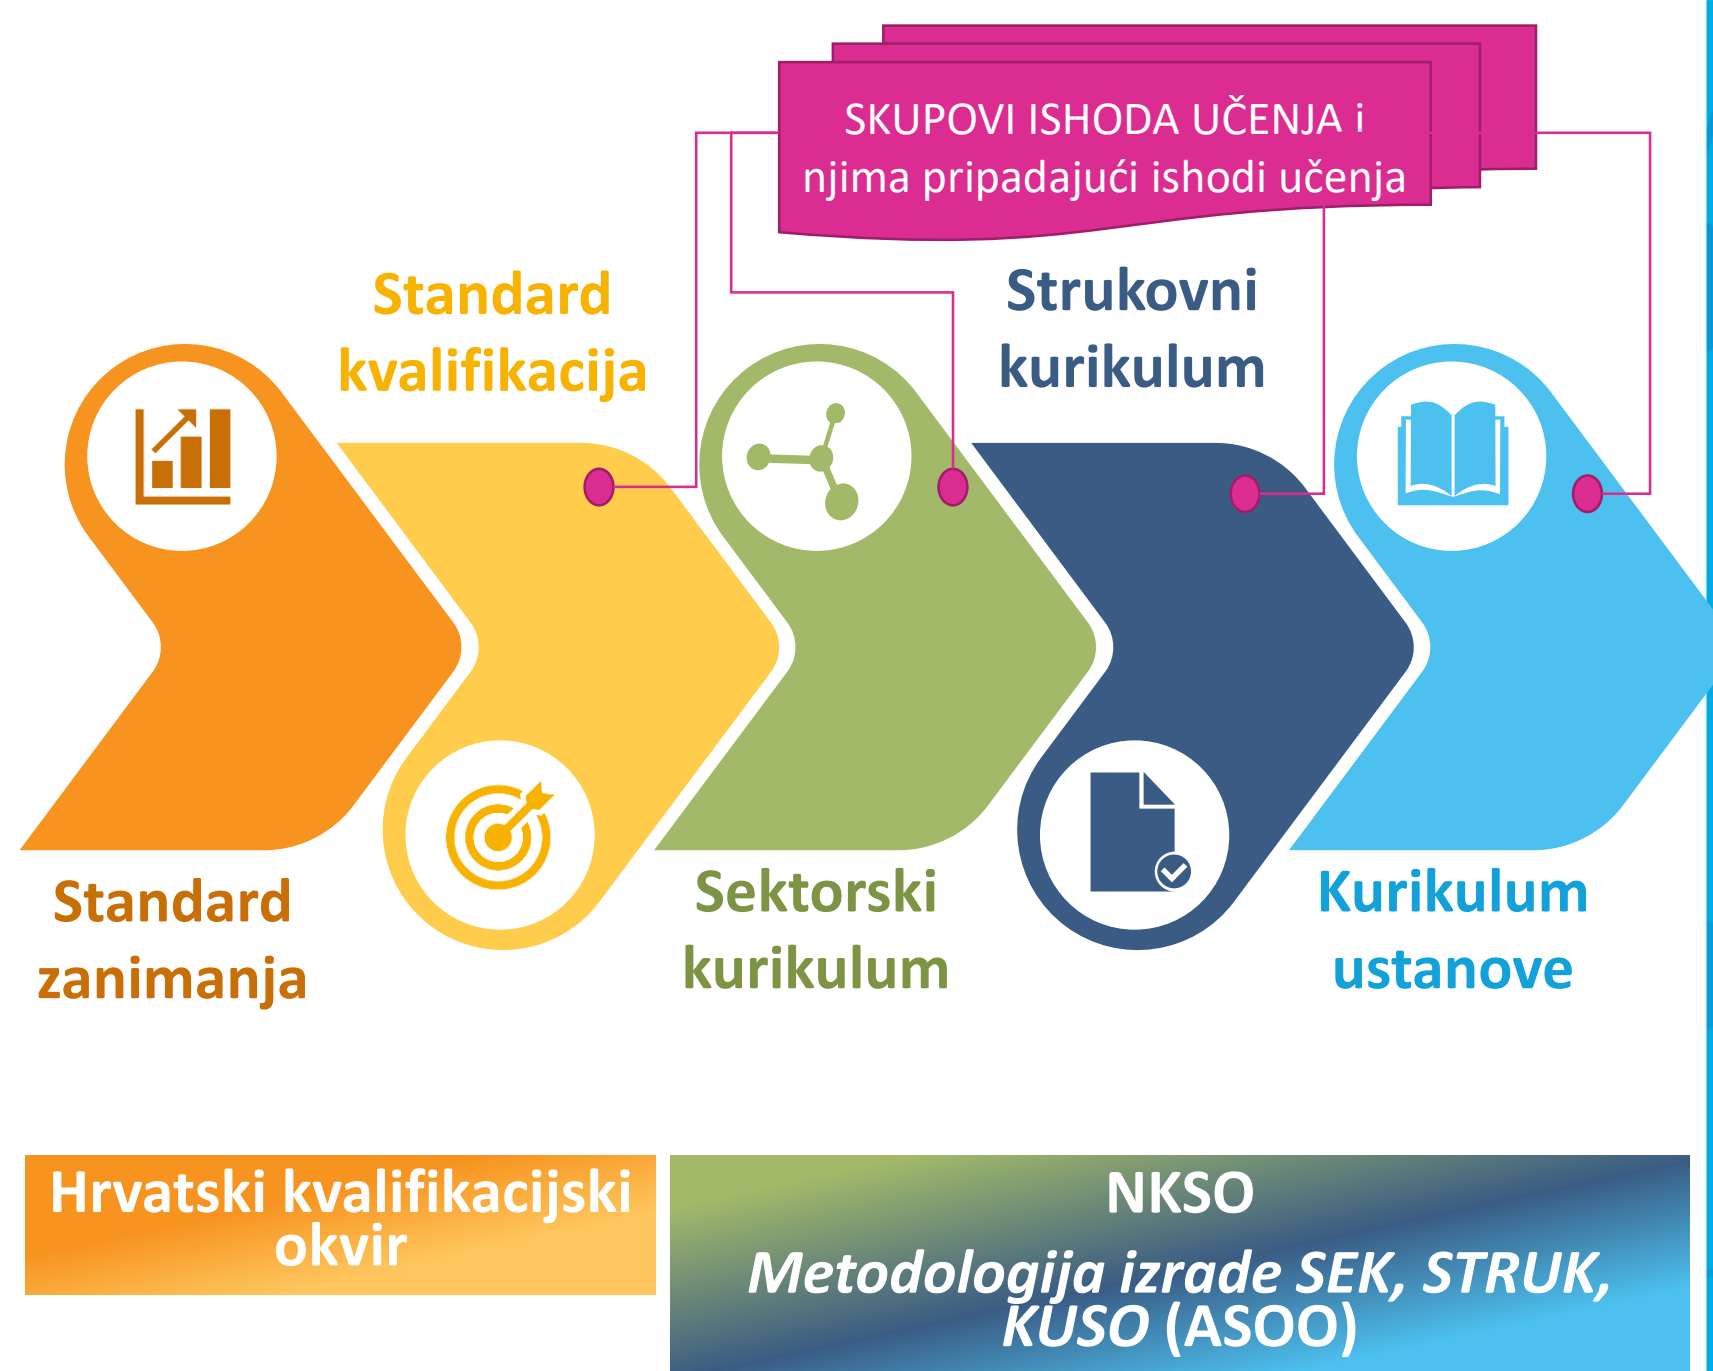 SKUPOVI ISHODA UČENJA i
njima pripadajući ishodi učenja
Standard
kvalifikacija
Strukovni
kurikulum
Standard
zanimanja
Sektorski
kurikulum
Kurikulum
ustanove
Hrvatski kvalifikacijski
okvir
NKSO
Metodologija izrade SEK, STRUK,
KUSO (ASOO)